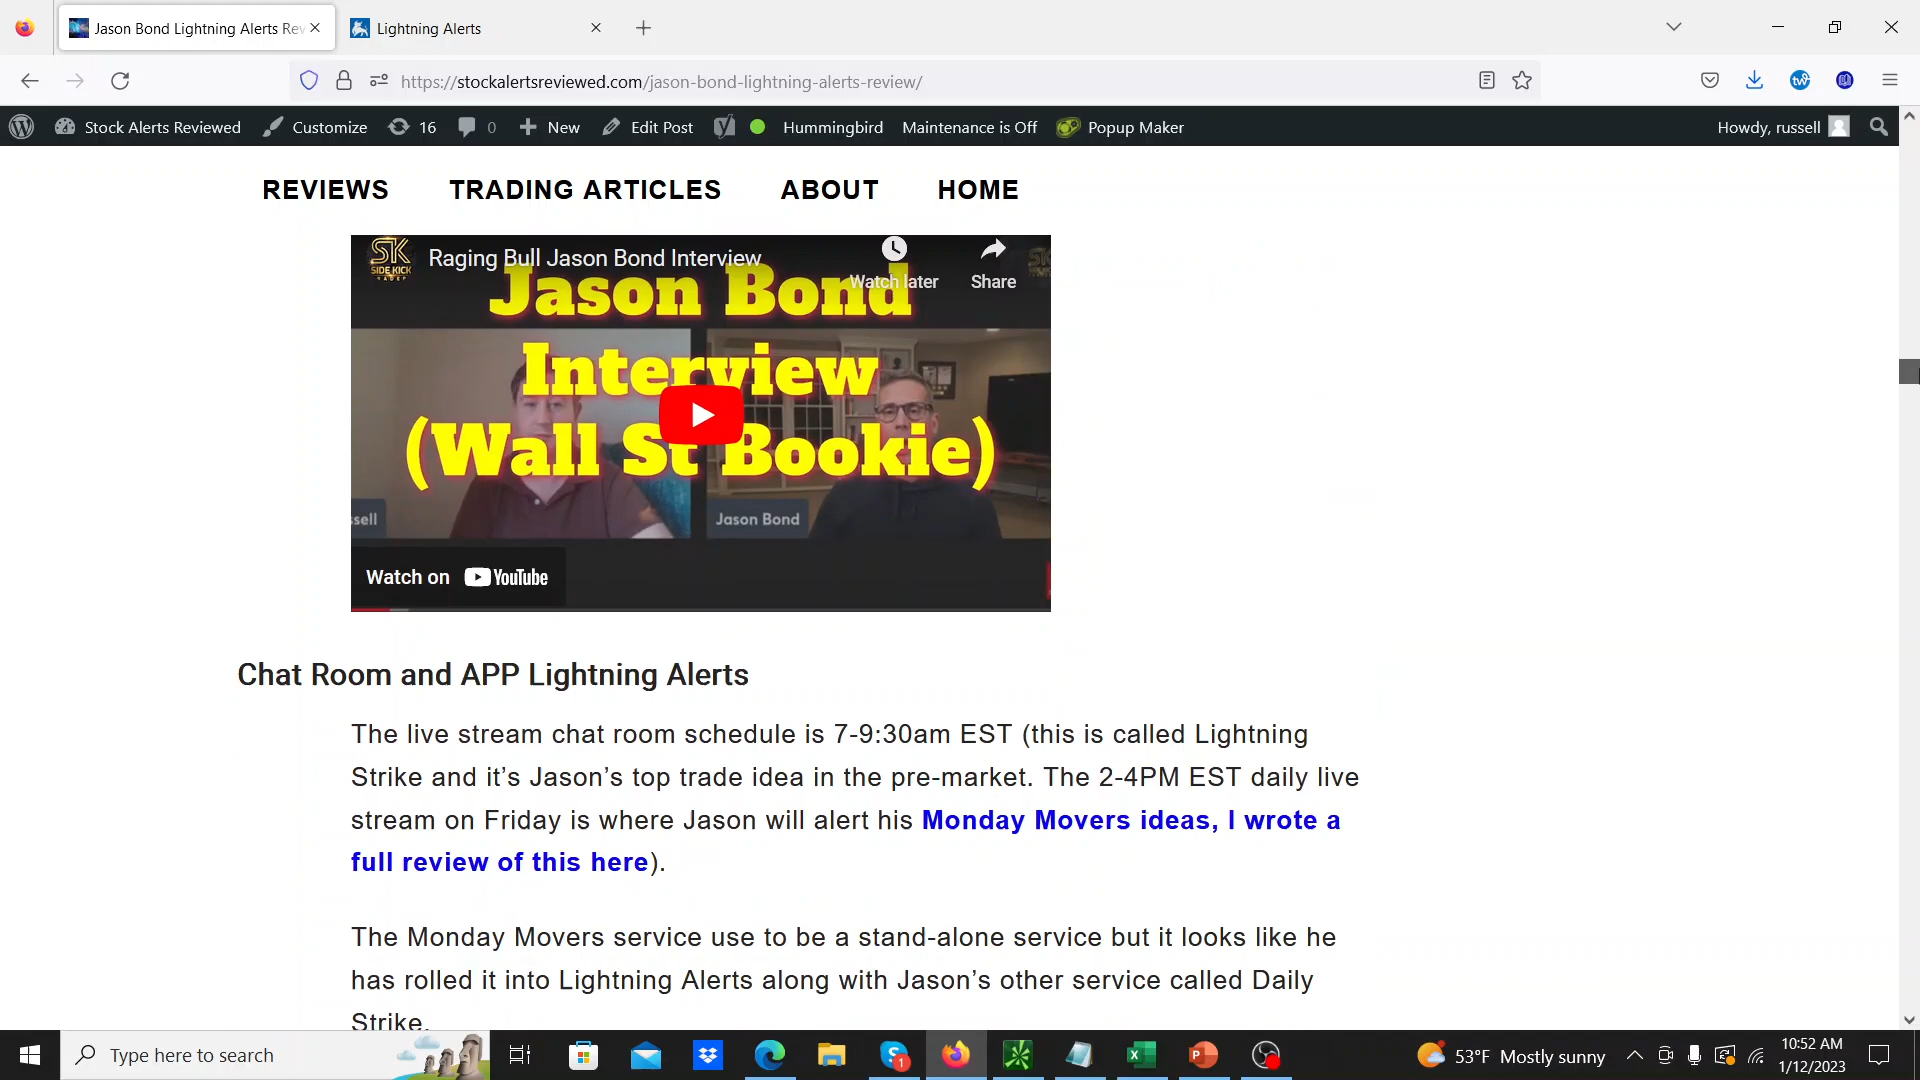 Jason Bond Lightning Alerts Rev
Lightning Alerts
https://stockalertsreviewed.com/jason-bond-lightning-alerts-review/
Stock Alerts Reviewed
Customize
16
0
New
Edit Post
Hummingbird
Maintenance is Off
Popup Maker
Howdy, russell
REVIEWS
TRADING ARTICLES
ABOUT
HOME
SK
SIDE KICK
Raging Bull Jason Bond Interview
Watch later
Share
Jason Bond
Interview
(Wall St Bookie)
ssell
Jason Bond
Watch on YouTube
Chat Room and APP Lightning Alerts
The live stream chat room schedule is 7-9:30am EST (this is called Lightning
Strike and it’s Jason’s top trade idea in the pre-market. The 2-4PM EST daily live
stream on Friday is where Jason will alert his Monday Movers ideas, I wrote a
full review of this here).
The Monday Movers service use to be a stand-alone service but it looks like he
has rolled it into Lightning Alerts along with Jason’s other service called Daily
Strike.
Type here to search
1
53°F Mostly sunny
10:52 AM
1/12/2023